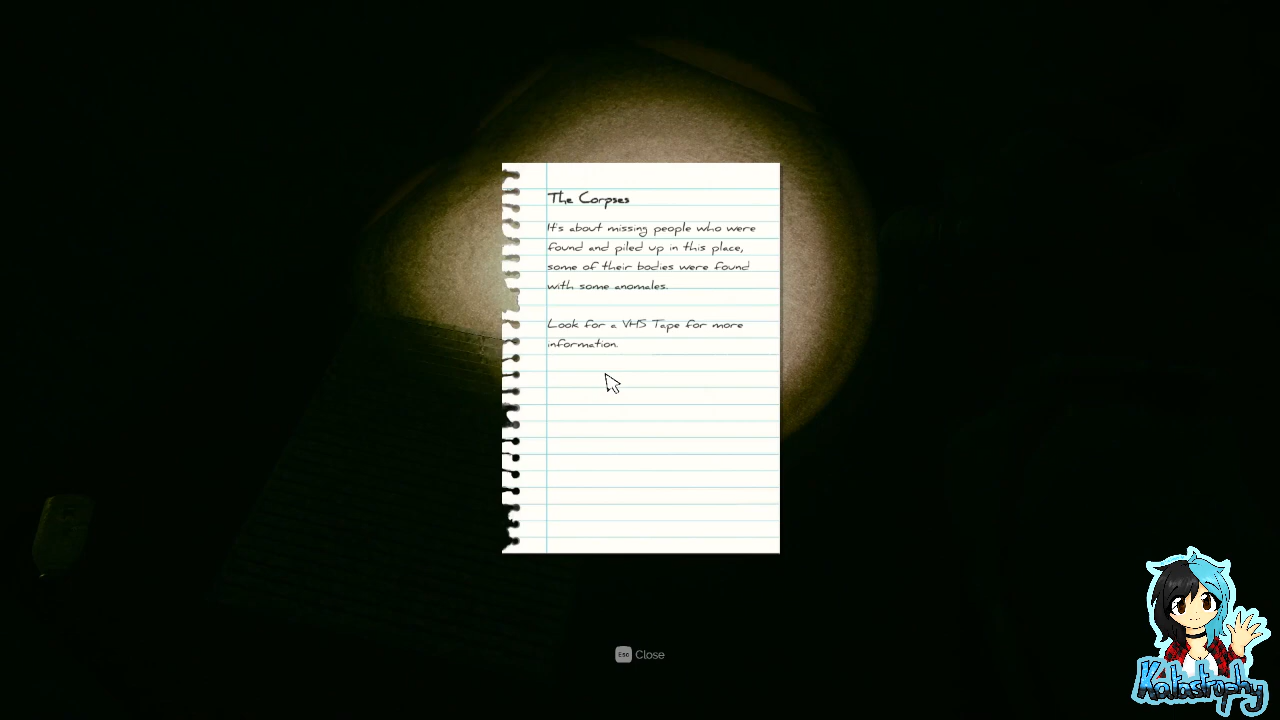 The Corpses
It's about missing people who were
found and piled up in this place,
some of their bodies were found
with some anomales.
Look for a VHS Tape for more
information.
Esc Close
Katastrophy